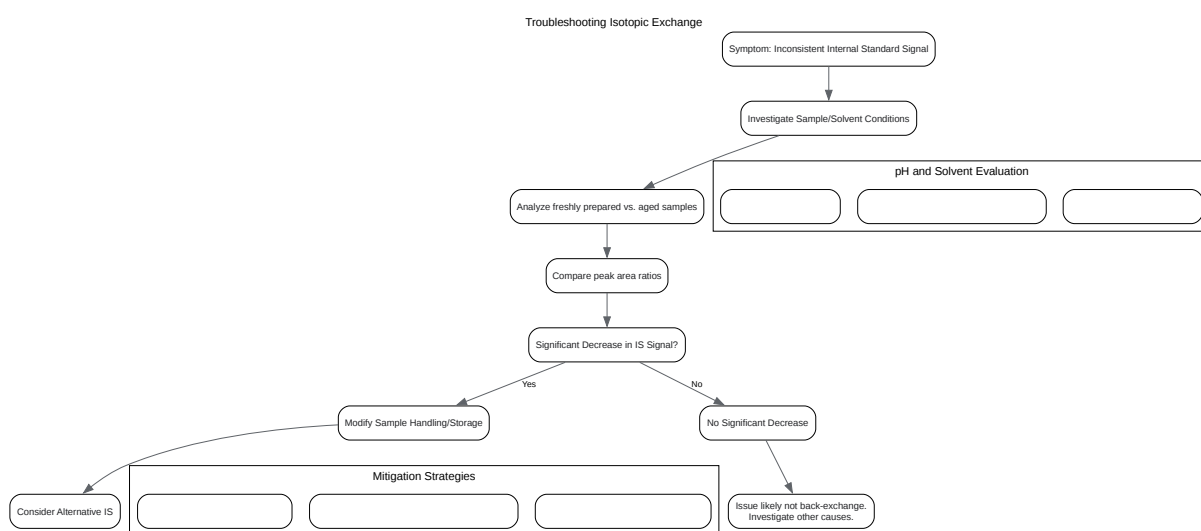 Troubleshooting Isotopic Exchange
Symptom: Inconsistent Internal Standard Signal
Investigate Sample/Solvent Conditions
pH and Solvent Evaluation
Analyze freshly prepared vs. aged samples
Compare peak area ratios
Significant Decrease in IS Signal?
Yes
No
Modify Sample Handling/Storage
No Significant Decrease
Mitigation Strategies
Consider Alternative IS
Issue likely not back-exchange.
Investigate other causes.